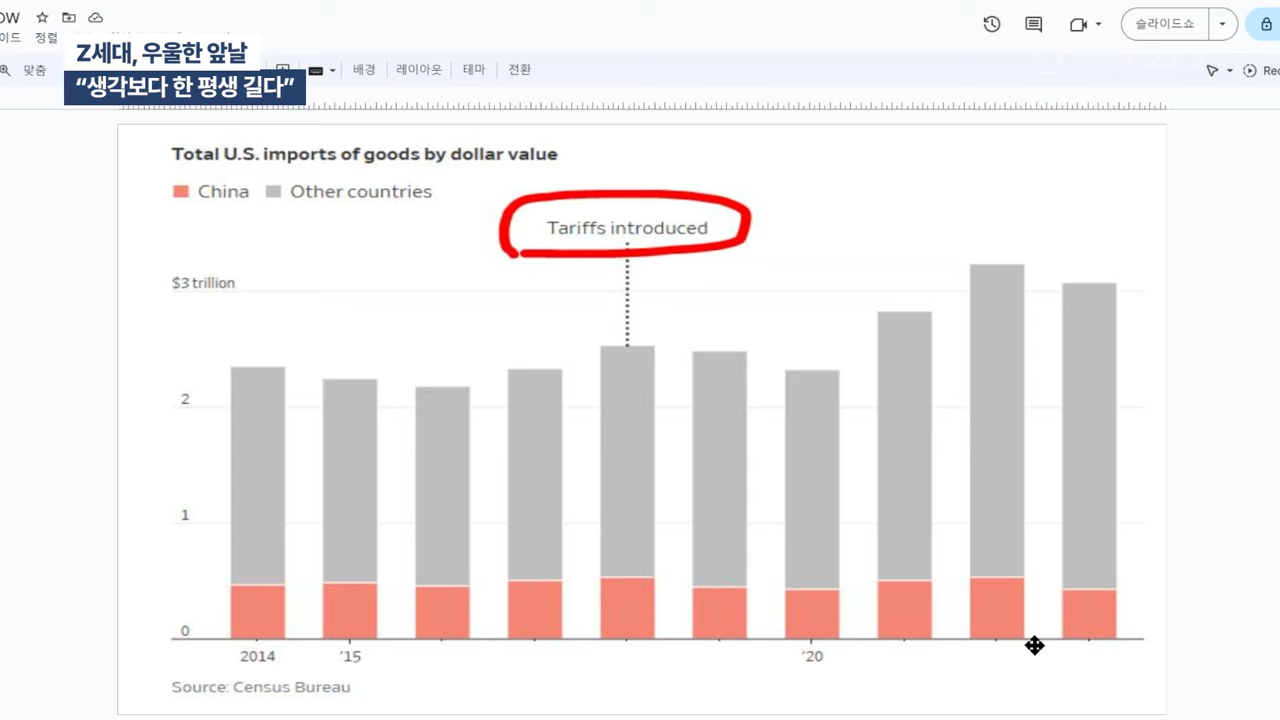 OW
이드
정렬
Z세대, 우울한 앞날
“생각보다 한 평생 길다”
맞춤
배경
레이아웃
테마
전환
슬라이드쇼
Rec
Total U.S. imports of goods by dollar value
China
Other countries
Tariffs introduced
$3 trillion
2
1
0
2014
’15
’20
Source: Census Bureau